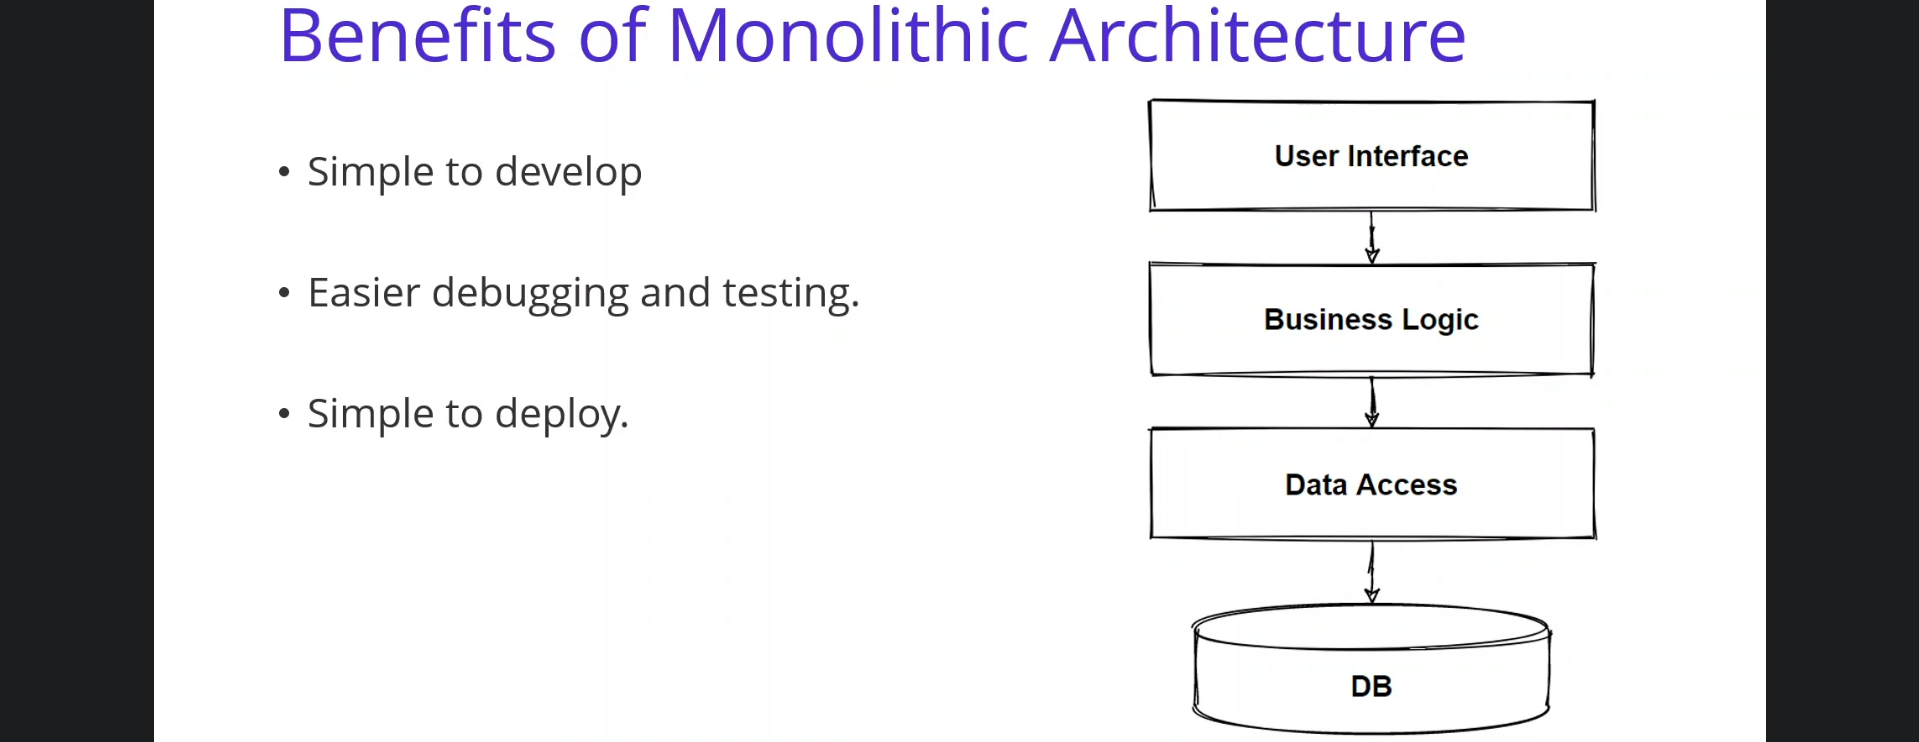 Benefits of Monolithic Architecture
• Simple to develop
• Easier debugging and testing.
• Simple to deploy.
User Interface
Business Logic
Data Access
DB